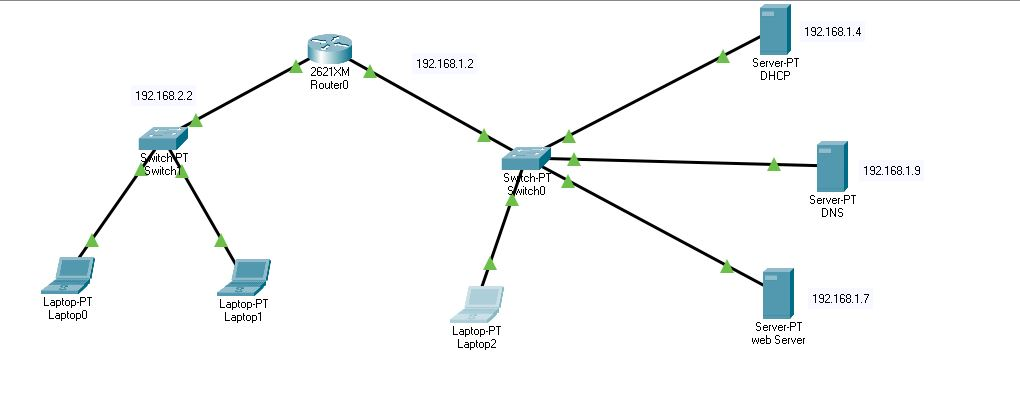 192.168.1.4
Server-PT
DHCP
2621XM
Router0
192.168.1.2
192.168.2.2
Switch-PT
Switch1
Switch-PT
Switch0
192.168.1.9
Server-PT
DNS
Laptop-PT
Laptop0
Laptop-PT
Laptop1
Laptop-PT
Laptop2
192.168.1.7
Server-PT
web Server